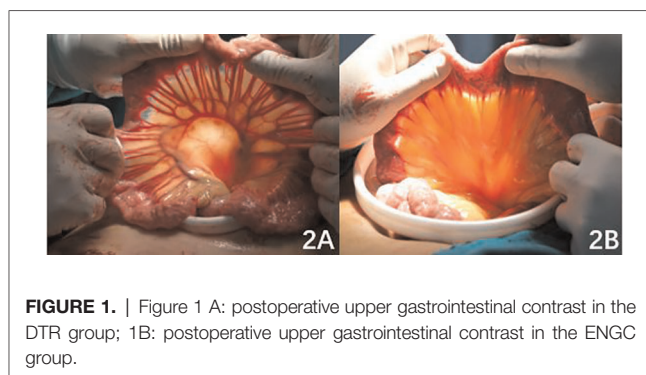 2A
2B
FIGURE 1. | Figure 1 A: postoperative upper gastrointestinal contrast in the
DTR group; 1B: postoperative upper gastrointestinal contrast in the ENGC
group.